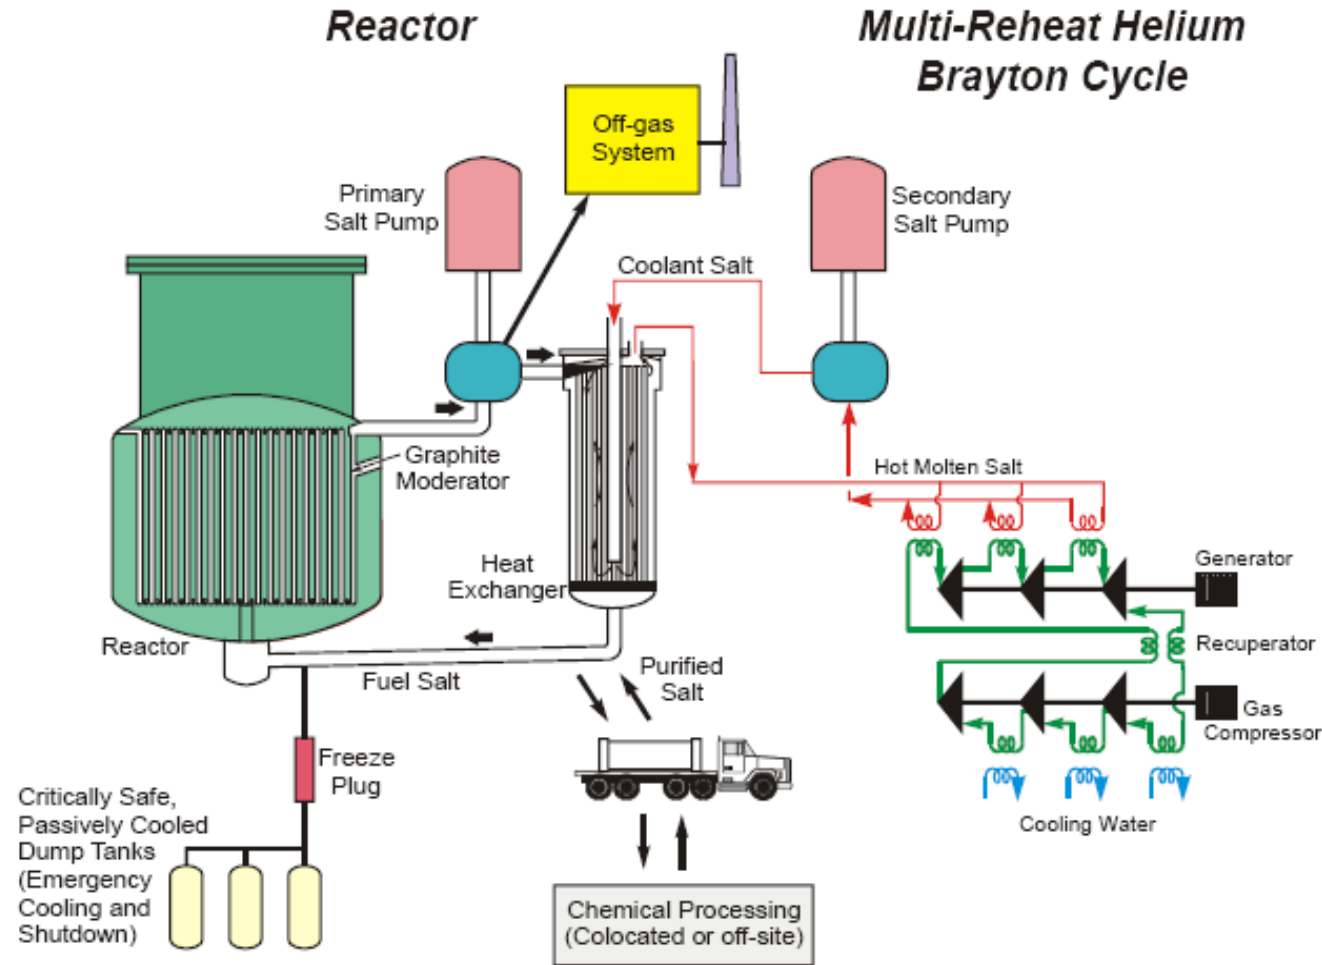 Reactor
Multi-Reheat Helium
Brayton Cycle
Off-gas
System
Primary
Salt Pump
Secondary
Salt Pump
Coolant Salt
Graphite
Moderator
Hot Molten Salt
Heat
Exchanger
Generator
Reactor
Recuperator
Purified
Salt
Fuel Salt
Gas
Compressor
Freeze
Plug
Critically Safe,
Passively Cooled
Dump Tanks
(Emergency
Cooling and
Shutdown)
Cooling Water
Chemical Processing
(Colocated or off-site)